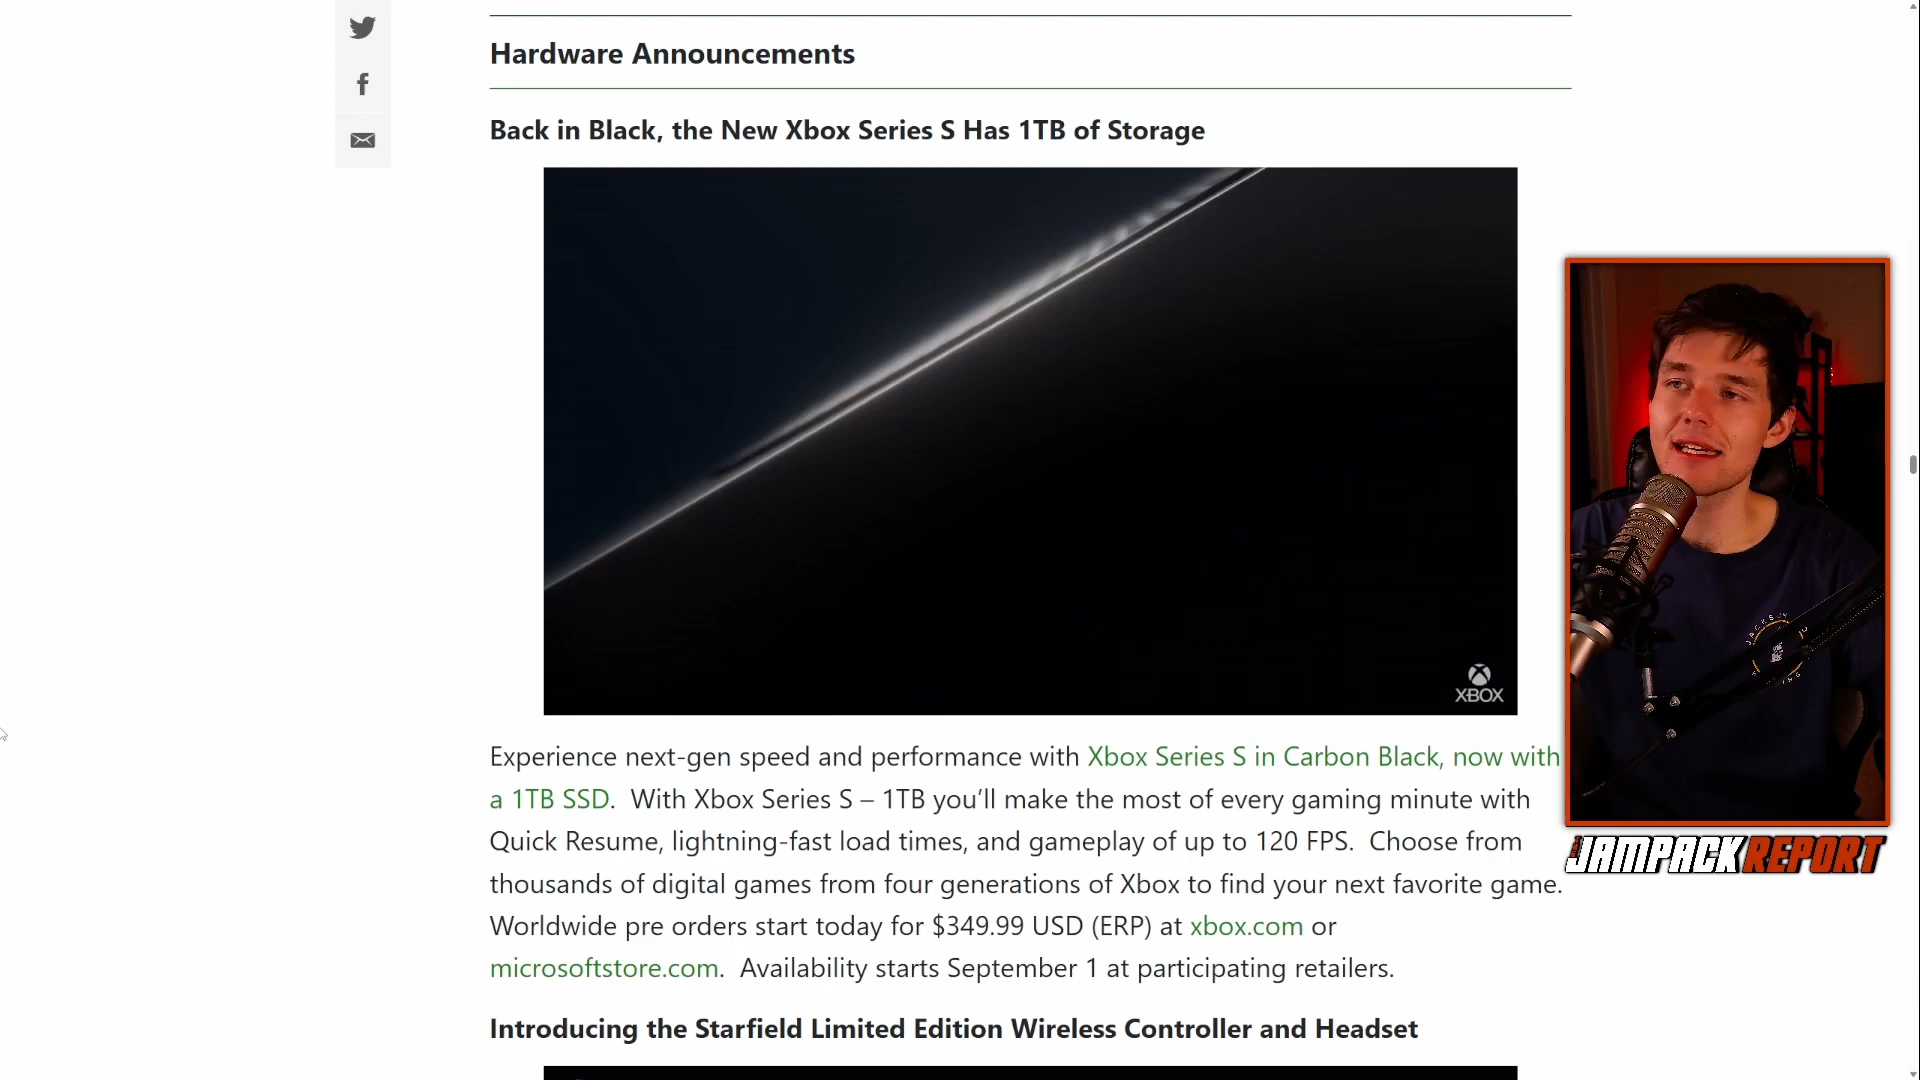 Hardware Announcements
Back in Black, the New Xbox Series S Has 1TB of Storage
XBOX
Experience next-gen speed and performance with Xbox Series S in Carbon Black, now with
a 1TB SSD.  With Xbox Series S – 1TB you’ll make the most of every gaming minute with
Quick Resume, lightning-fast load times, and gameplay of up to 120 FPS.  Choose from
thousands of digital games from four generations of Xbox to find your next favorite game.
Worldwide pre orders start today for $349.99 USD (ERP) at xbox.com or
microsoftstore.com.  Availability starts September 1 at participating retailers.
Introducing the Starfield Limited Edition Wireless Controller and Headset
JAMPACK REPORT